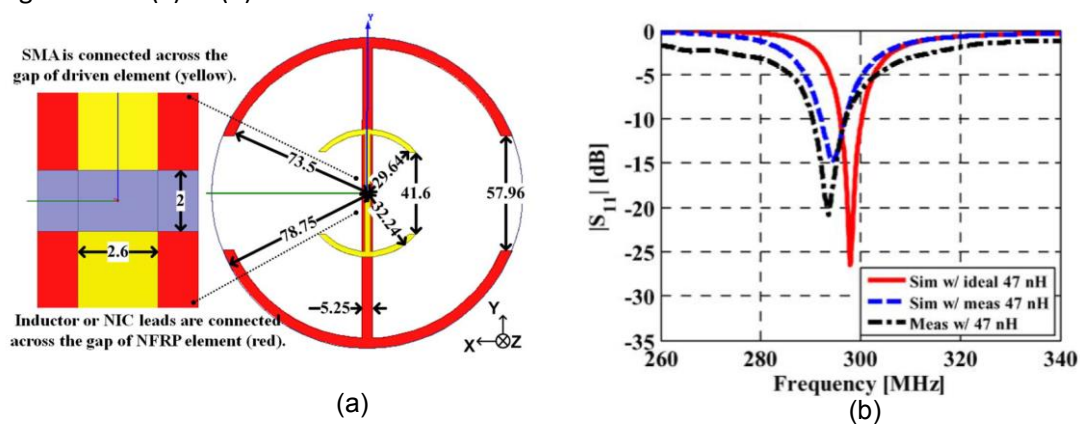 SMA is connected across the
gap of driven element (yellow).
Y
73.5
29.64
41.6
57.96
32.24
78.75
2
2.6
5.25
Y
X
Z
Inductor or NIC leads are connected
across the gap of NFRP element (red).
(a)
|S11| [dB]
0
-5
-10
-15
-20
-25
-30
-35
Sim w/ ideal 47 nH
Sim w/ meas 47 nH
Meas w/ 47 nH
260 280 300 320 340
Frequency [MHz]
(b)